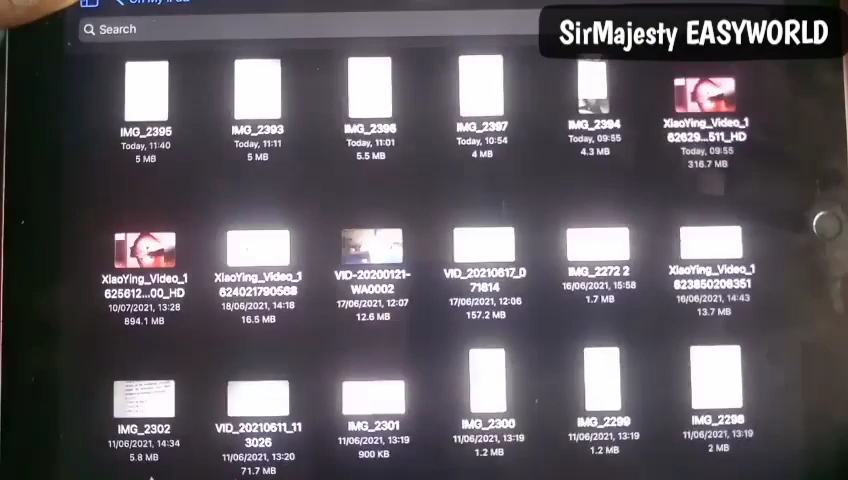 On My iPad
Search
SirMajesty EASYWORLD
IMG_2395
Today, 11:40
5 MB
IMG_2393
Today, 11:11
5 MB
IMG_2396
Today, 11:01
5.5 MB
IMG_2397
Today, 10:54
4 MB
IMG_2394
Today, 09:55
4.3 MB
XiaoYing_Video_1
62629...511_HD
Today, 09:55
316.7 MB
XiaoYing_Video_1
625612...00_HD
10/07/2021, 13:28
894.1 MB
XiaoYing_Video_1
624021790568
18/06/2021, 14:18
16.5 MB
VID-20200121-
WA0002
17/06/2021, 12:07
12.6 MB
VID_20210617_0
71814
17/06/2021, 12:06
157.2 MB
IMG_2272 2
16/06/2021, 15:58
1.7 MB
XiaoYing_Video_1
623850208351
16/06/2021, 14:43
13.7 MB
IMG_2302
11/06/2021, 14:34
5.8 MB
VID_20210611_11
3026
11/06/2021, 13:20
71.7 MB
IMG_2301
11/06/2021, 13:19
900 KB
IMG_2300
11/06/2021, 13:19
1.2 MB
IMG_2299
11/06/2021, 13:19
1.2 MB
IMG_2298
11/06/2021, 13:19
2 MB